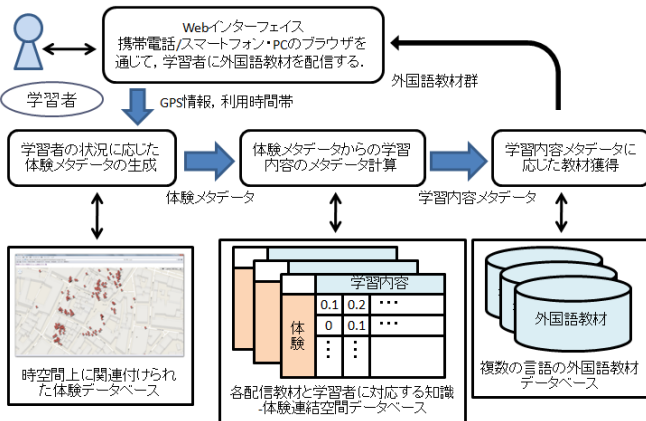 Webインターフェイス
携帯電話/スマートフォン・PCのブラウザを
通じて，学習者に外国語教材を配信する．
学習者
GPS情報，利用時間帯
外国語教材群
学習者の状況に応じた
体験メタデータの生成
体験メタデータからの学習
内容のメタデータ計算
学習内容メタデータに
応じた教材獲得
体験メタデータ
学習内容メタデータ
学習内容
体験
0.1 0.2 ･･･
0 0.1 ･･･
外国語教材
時空間上に関連付けられ
た体験データベース
各配信教材と学習者に対応する知識
-体験連結空間データベース
複数の言語の外国語教材
データベース